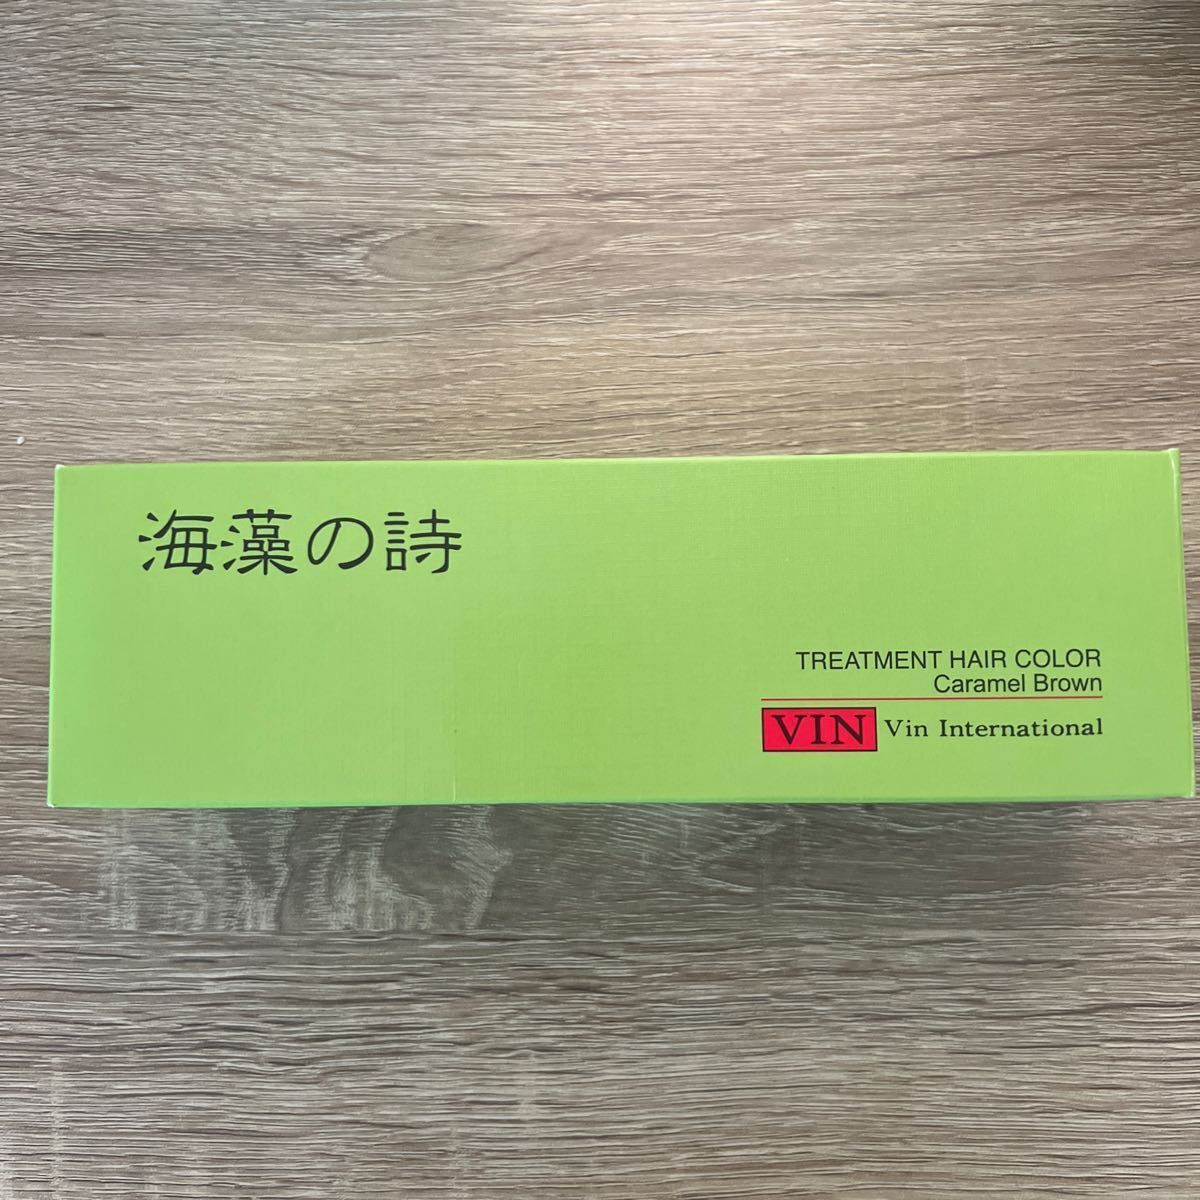 海藻の詩
TREATMENT HAIR COLOR
Caramel Brown
VIN Vin International